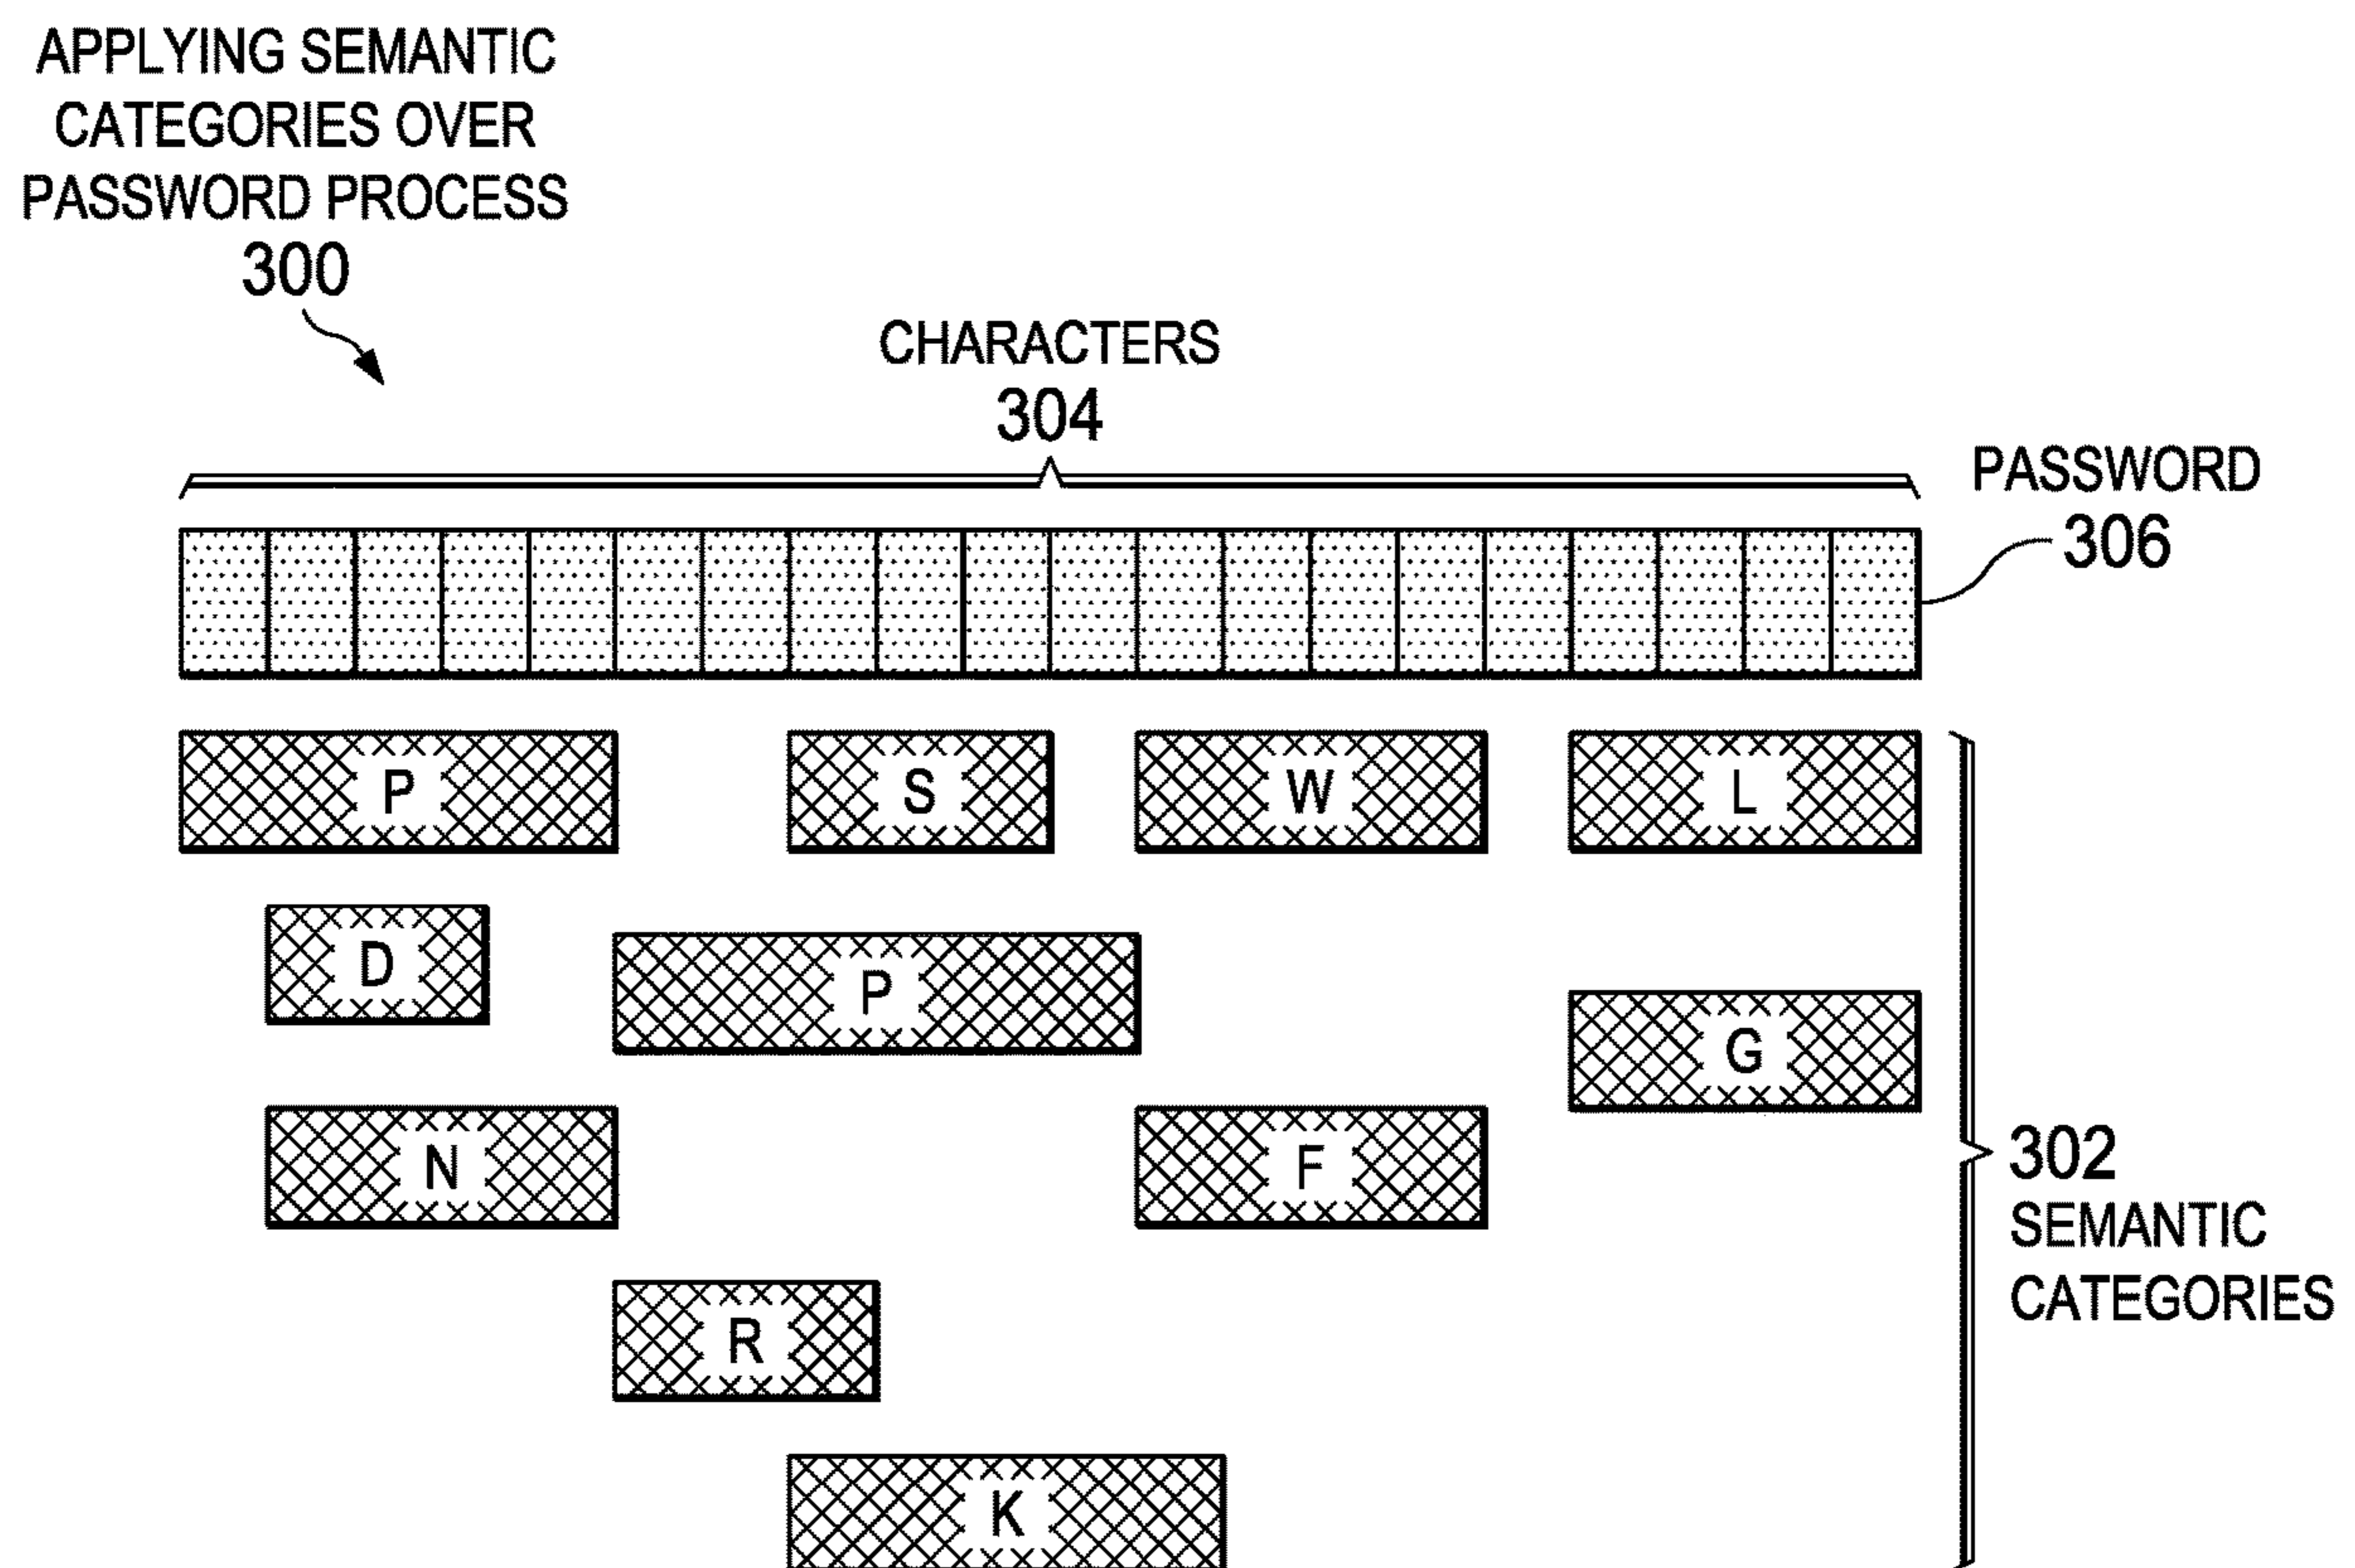 APPLYING SEMANTIC
CATEGORIES OVER
PASSWORD PROCESS
300
CHARACTERS
304
PASSWORD
306
P
S
W
L
D
P
G
N
F
302
SEMANTIC
CATEGORIES
R
K